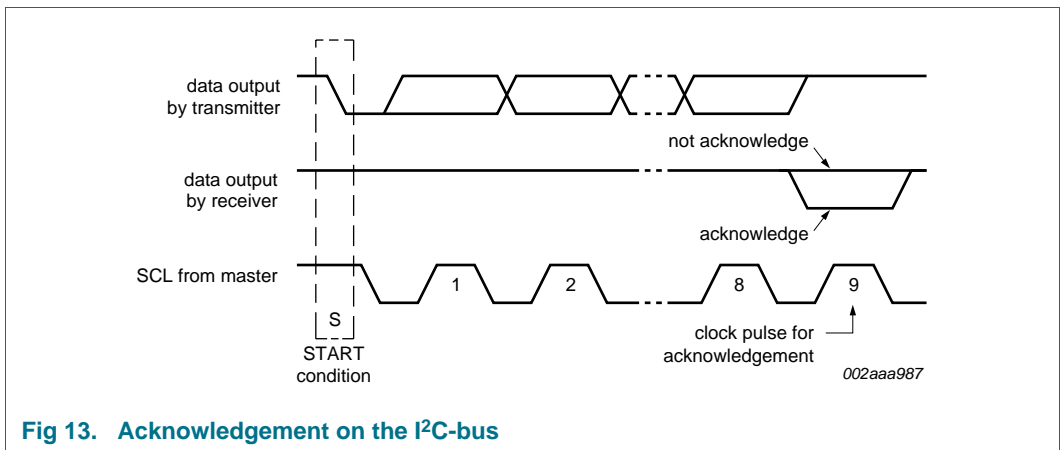 data output
by transmitter
not acknowledge
data output
by receiver
acknowledge
SCL from master
1
2
8
9
S
START
condition
clock pulse for
acknowledgement
002aaa987
Fig 13. Acknowledgement on the I²C-bus